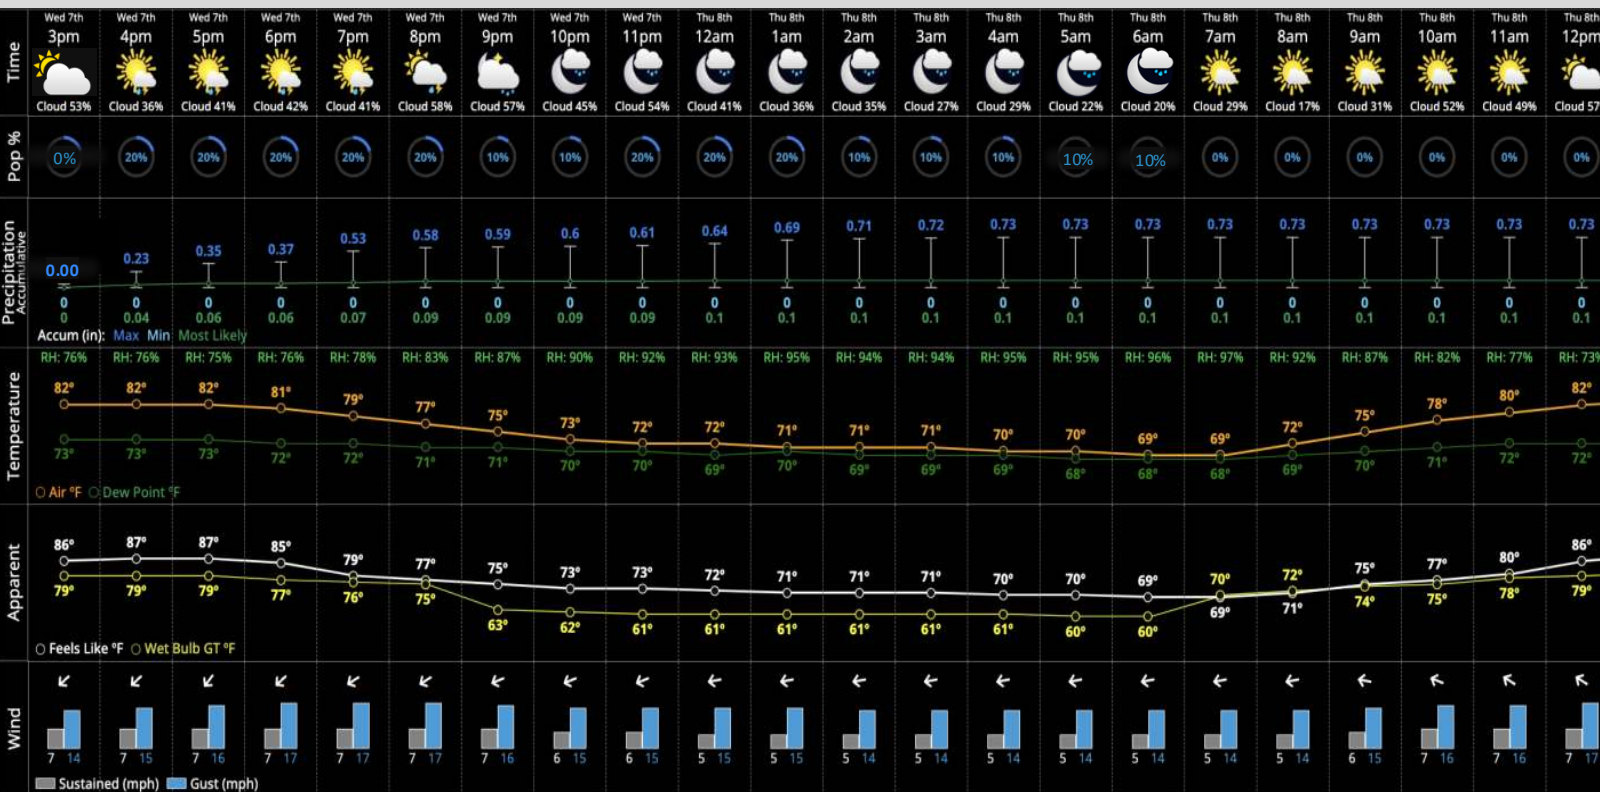 Wed 7th Wed 7th Wed 7th Wed 7th Wed 7th Wed 7th Wed 7th Wed 7th Wed 7th Thu 8th Thu 8th Thu 8th Thu 8th Thu 8th Thu 8th Thu 8th Thu 8th Thu 8th Thu 8th Thu 8th Thu 8th Thu 8th
3pm 4pm 5pm 6pm 7pm 8pm 9pm 10pm 11pm 12am 1am 2am 3am 4am 5am 6am 7am 8am 9am 10am 11am 12pm
Time
Cloud 53% Cloud 36% Cloud 41% Cloud 42% Cloud 41% Cloud 58% Cloud 57% Cloud 45% Cloud 54% Cloud 41% Cloud 36% Cloud 35% Cloud 27% Cloud 29% Cloud 22% Cloud 20% Cloud 29% Cloud 17% Cloud 31% Cloud 52% Cloud 49% Cloud 57
Pop %
0% 20% 20% 20% 20% 20% 10% 10% 20% 20% 20% 10% 10% 10% 10% 10% 0% 0% 0% 0% 0% 0%
Precipitation
Accumulative
0.00 0.23 0.35 0.37 0.53 0.58 0.59 0.6 0.61 0.64 0.69 0.71 0.72 0.73 0.73 0.73 0.73 0.73 0.73 0.73 0.73 0.73
0 0 0 0 0 0 0 0 0 0 0 0 0 0 0 0 0 0 0 0 0 0
0 0.04 0.06 0.06 0.07 0.09 0.09 0.09 0.09 0.1 0.1 0.1 0.1 0.1 0.1 0.1 0.1 0.1 0.1 0.1 0.1 0.1
Accum (in): Max Min Most Likely
RH: 76% RH: 76% RH: 75% RH: 76% RH: 78% RH: 83% RH: 87% RH: 90% RH: 92% RH: 93% RH: 95% RH: 94% RH: 94% RH: 95% RH: 95% RH: 96% RH: 97% RH: 92% RH: 87% RH: 82% RH: 77% RH: 73%
Temperature
82° 82° 82° 81° 79° 77° 75° 73° 72° 72° 71° 71° 71° 70° 70° 69° 69° 72° 75° 78° 80° 82°
73° 73° 73° 72° 72° 71° 71° 70° 70° 69° 70° 69° 69° 69° 68° 68° 68° 69° 70° 71° 72° 72°
Air °F Dew Point °F
Apparent
86° 87° 87° 85° 79° 77° 75° 73° 73° 72° 71° 71° 71° 70° 70° 69° 70° 72° 75° 77° 80° 86°
79° 79° 79° 77° 76° 75° 63° 62° 61° 61° 61° 61° 61° 61° 60° 60° 69° 71° 74° 75° 78° 79°
Feels Like °F Wet Bulb GT °F
Wind
7 14 7 15 7 16 7 17 7 17 7 17 7 16 6 15 6 15 5 15 5 15 5 14 5 14 5 14 5 14 5 14 5 14 5 14 6 15 7 16 7 16 7 17
Sustained (mph) Gust (mph)